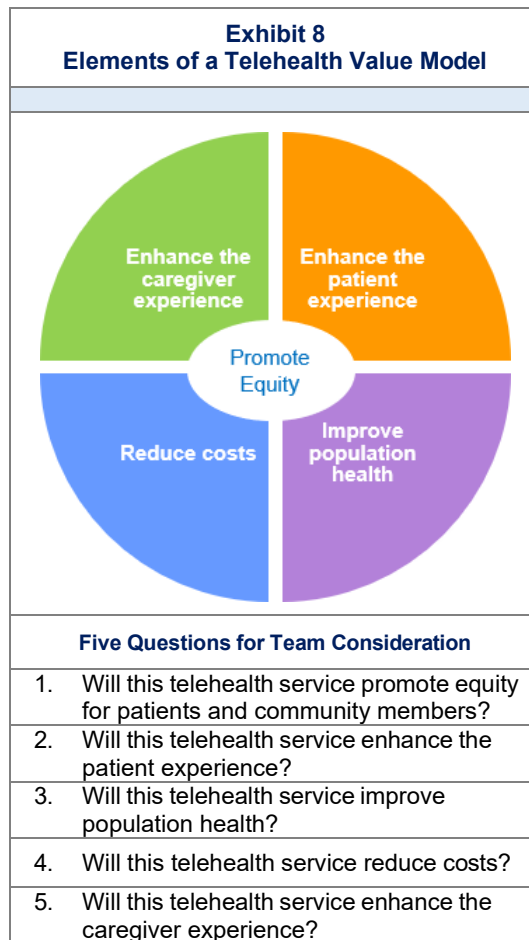 Exhibit 8
Elements of a Telehealth Value Model
Enhance the
caregiver
experience
Enhance the
patient
experience
Promote
Equity
Reduce costs
Improve
population
health
Five Questions for Team Consideration
1. Will this telehealth service promote equity
for patients and community members?
2. Will this telehealth service enhance the
patient experience?
3. Will this telehealth service improve
population health?
4. Will this telehealth service reduce costs?
5. Will this telehealth service enhance the
caregiver experience?